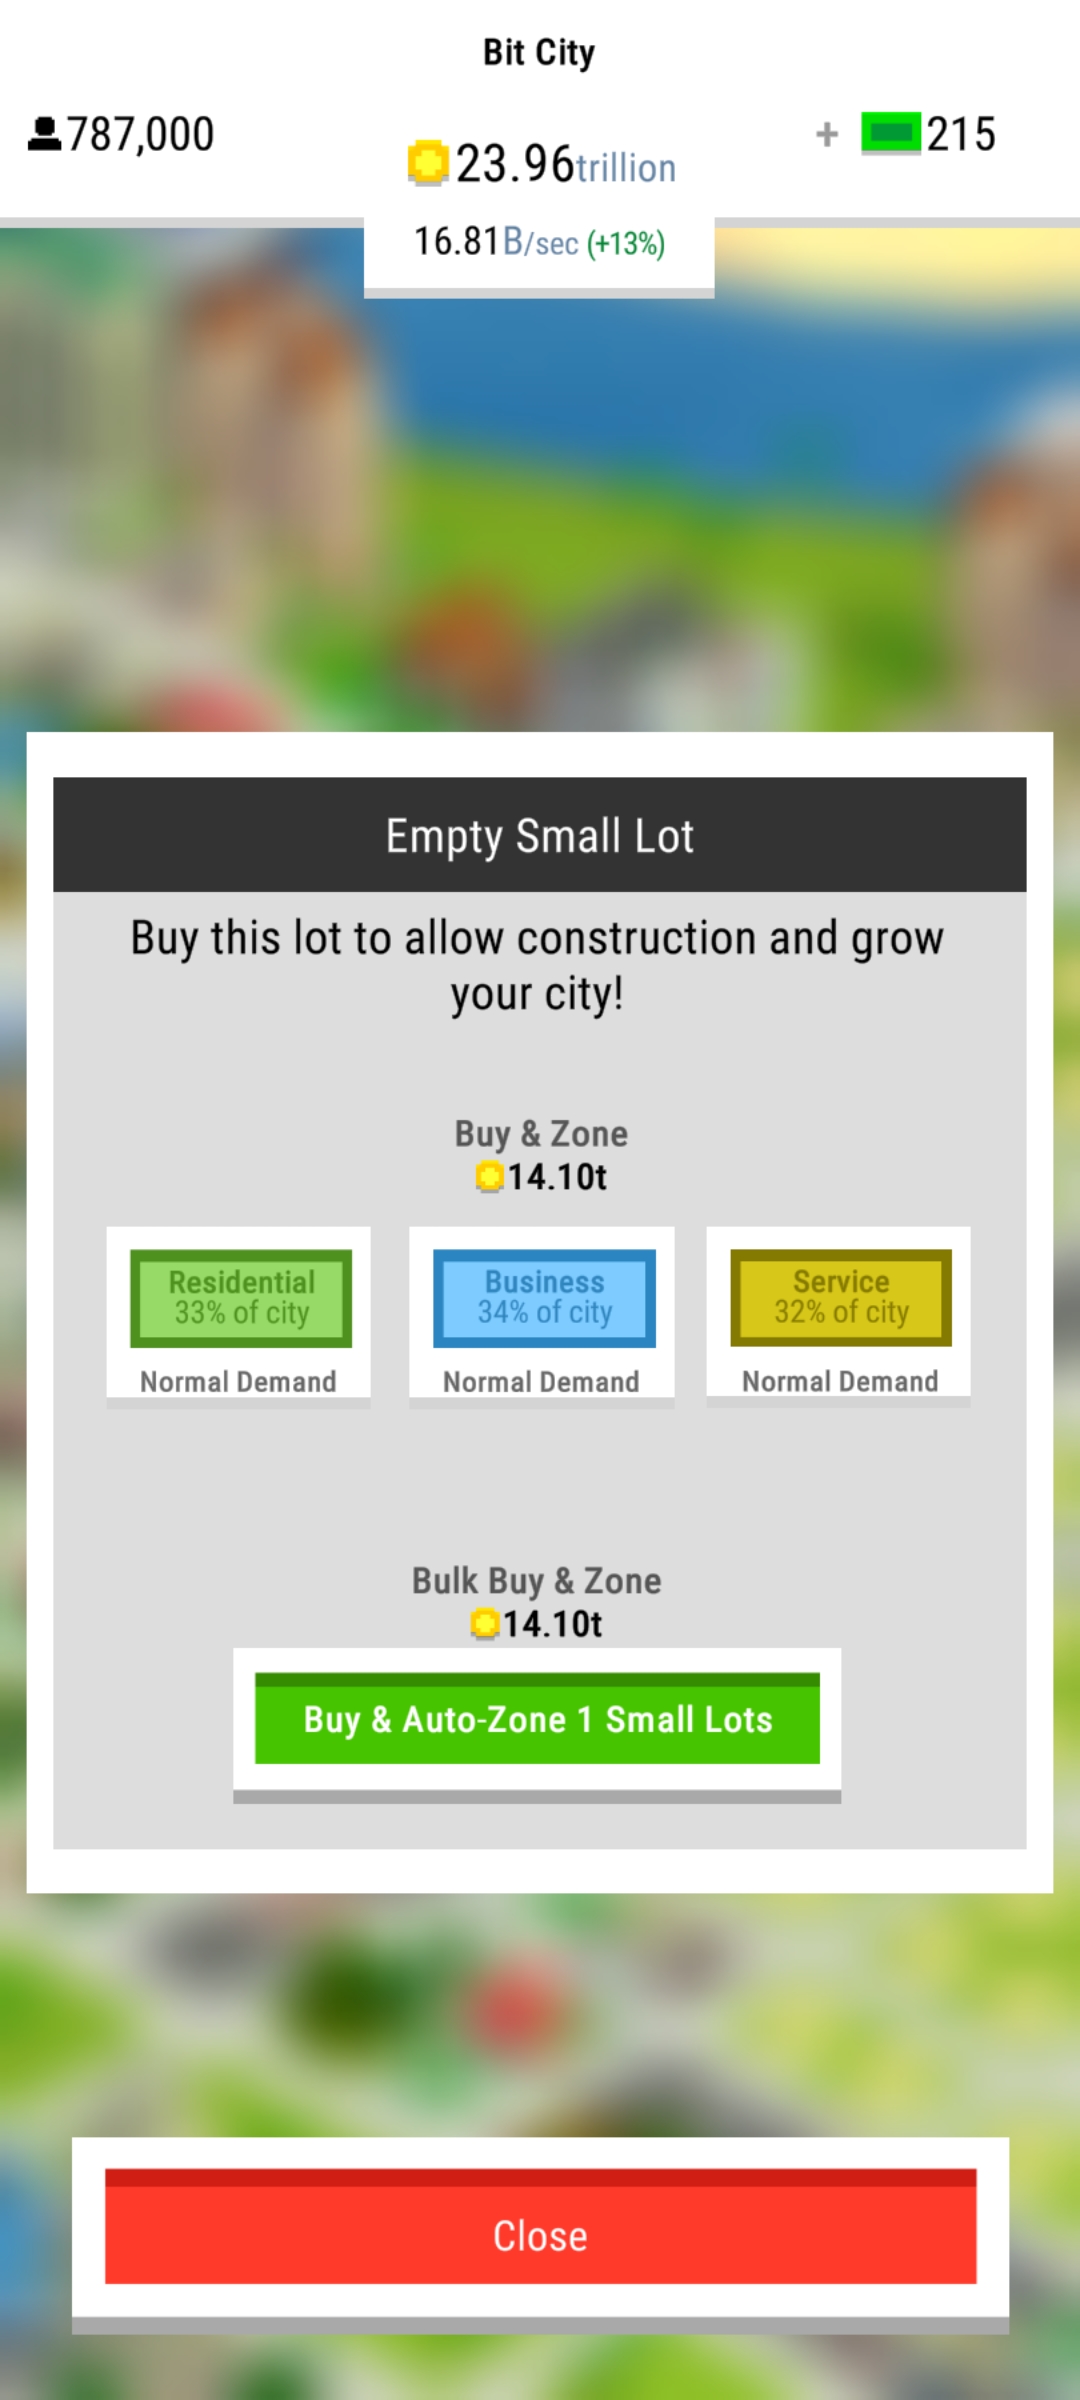 Bit City
787,000
23.96trillion
+ 215
16.81B/sec (+13%)
Empty Small Lot
Buy this lot to allow construction and grow
your city!
Buy & Zone
14.10t
Residential
33% of city
Normal Demand
Business
34% of city
Normal Demand
Service
32% of city
Normal Demand
Bulk Buy & Zone
14.10t
Buy & Auto-Zone 1 Small Lots
Close